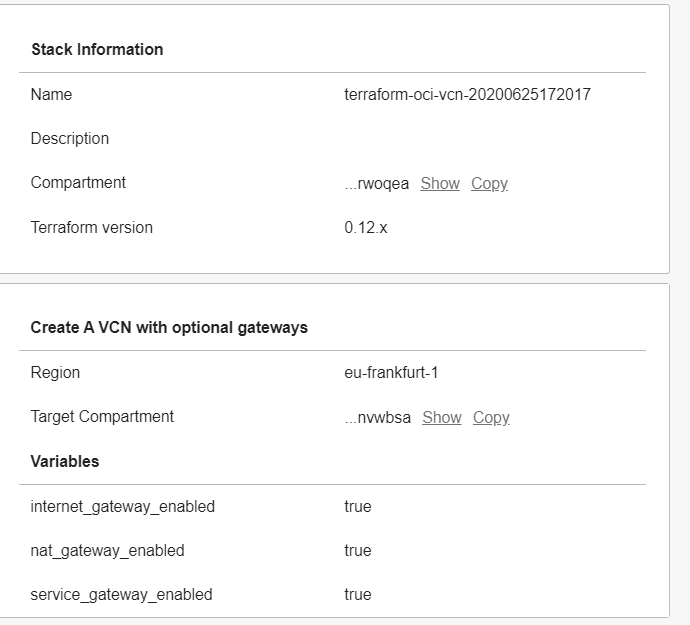 Stack Information
Name terraform-oci-vcn-20200625172017
Description
Compartment ...rwoqea Show Copy
Terraform version 0.12.x
Create A VCN with optional gateways
Region eu-frankfurt-1
Target Compartment ...nvwbsa Show Copy
Variables
internet_gateway_enabled true
nat_gateway_enabled true
service_gateway_enabled true